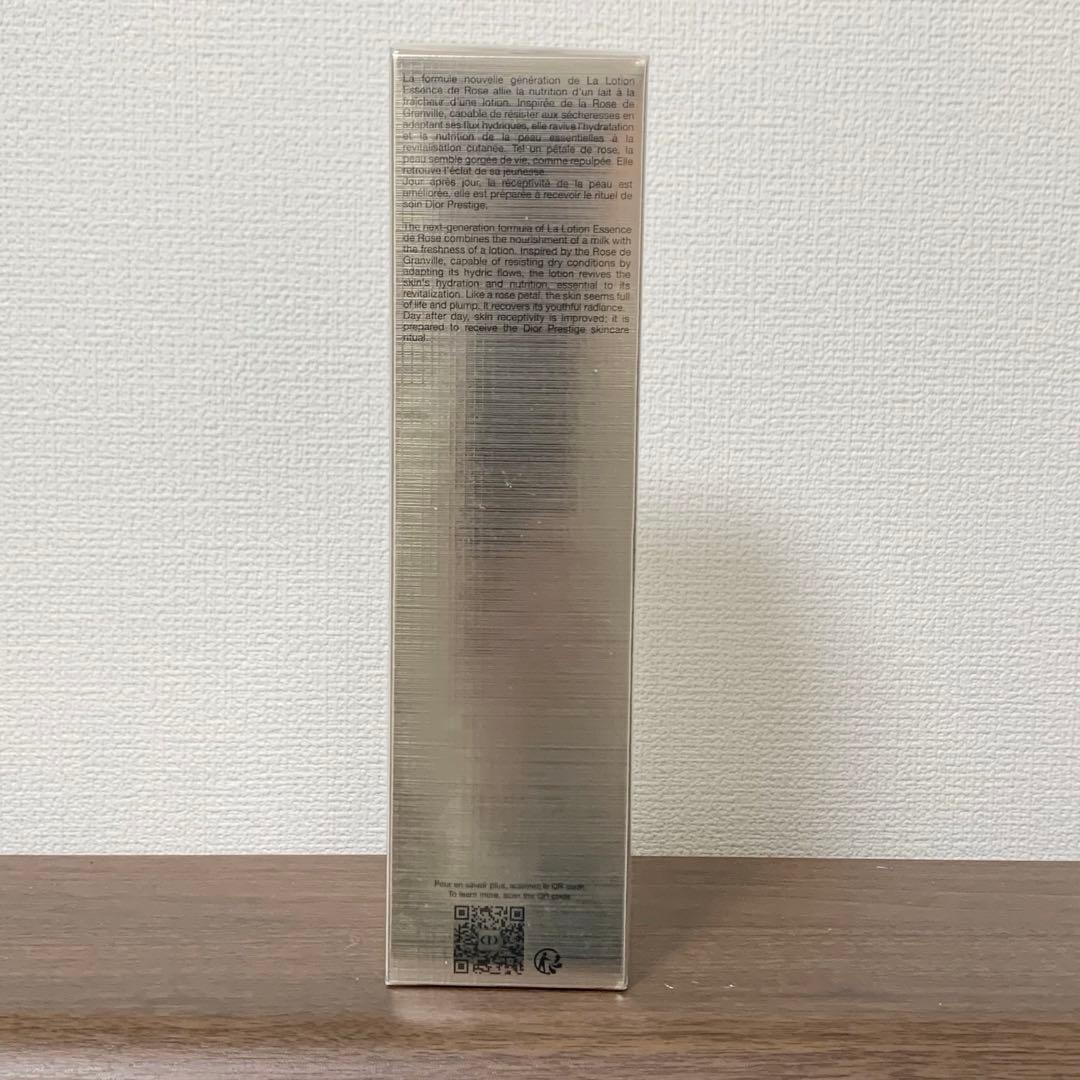 La formule nouvelle génération de La Lotion
Essence de Rose allie la nutrition d'un lait à la
fraîcheur d'une lotion. Inspirée de la Rose de
Granville, capable de résister aux sécheresses en
adaptant ses flux hydriques, elle ravive l'hydratation
et la nutrition de la peau essentielles à la
revitalisation cutanée. Tel un pétale de rose, la
peau semble gorgée de vie, comme repulpée. Elle
retrouve l'éclat de sa jeunesse.
Jour après jour, la réceptivité de la peau est
améliorée, elle est préparée à recevoir le rituel de
soin Dior Prestige.
The next-generation formula of La Lotion Essence
de Rose combines the nourishment of a milk with
the freshness of a lotion. Inspired by the Rose de
Granville, capable of resisting dry conditions by
adapting its hydric flows, the lotion revives the
skin's hydration and nutrition, essential to its
revitalization. Like a rose petal, the skin seems full
of life and plump. It recovers its youthful radiance.
Day after day, skin receptivity is improved; it is
prepared to receive the Dior Prestige skincare
ritual.
Pour en savoir plus, scannez le QR code.
To learn more, scan the QR code.
CD